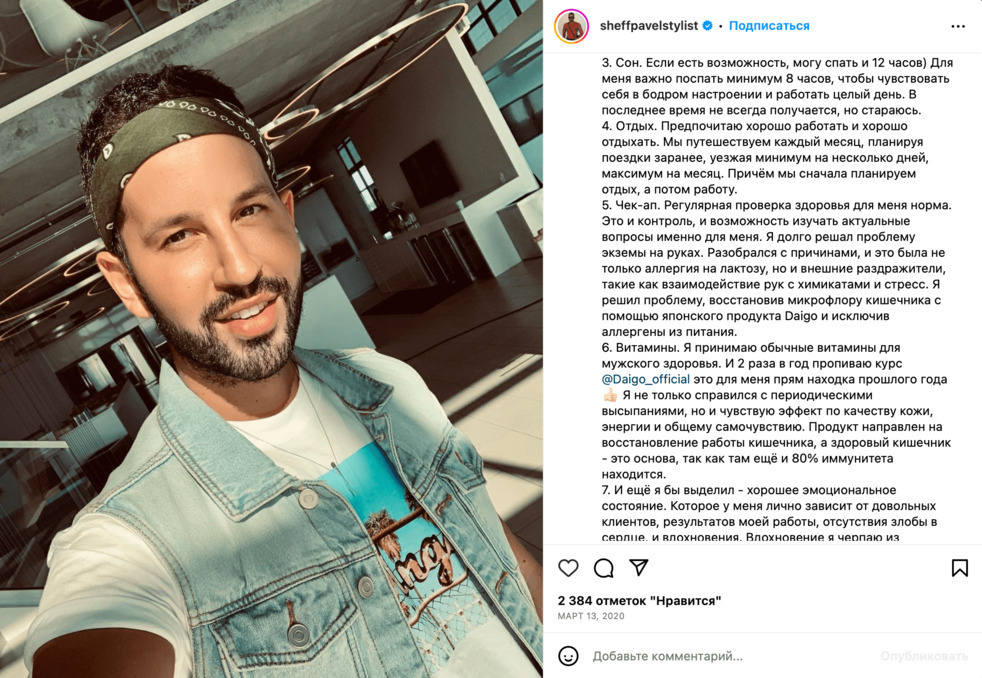 sheffpavelstylist • Подписаться
3. Сон. Если есть возможность, могу спать и 12 часов) Для
меня важно поспать минимум 8 часов, чтобы чувствовать
себя в бодром настроении и работать целый день. В
последнее время не всегда получается, но стараюсь.
4. Отдых. Предпочитаю хорошо работать и хорошо
отдыхать. Мы путешествуем каждый месяц, планируя
поездки заранее, уезжая минимум на несколько дней,
максимум на месяц. Причём мы сначала планируем
отдых, а потом работу.
5. Чек-ап. Регулярная проверка здоровья для меня норма.
Это и контроль, и возможность изучать актуальные
вопросы именно для меня. Я долго решал проблему
экземы на руках. Разобрался с причинами, и это была не
только аллергия на лактозу, но и внешние раздражители,
такие как взаимодействие рук с химикатами и стресс. Я
решил проблему, восстановив микрофлору кишечника с
помощью японского продукта Daigo и исключив
аллергены из питания.
6. Витамины. Я принимаю обычные витамины для
мужского здоровья. И 2 раза в год пропиваю курс
@Daigo_official это для меня прям находка прошлого года
👍🏻 Я не только справился с периодическими
высыпаниями, но и чувствую эффект по качеству кожи,
энергии и общему самочувствию. Продукт направлен на
восстановление работы кишечника, а здоровый кишечник
- это основа, так как там ещё и 80% иммунитета
находится.
7. И ещё я бы выделил - хорошее эмоциональное
состояние. Которое у меня лично зависит от довольных
клиентов, результатов моей работы, отсутствия злобы в
сердце, и вдохновения. Вдохновение я черпаю из
2 384 отметок "Нравится"
МАРТ 13, 2020
Добавьте комментарий...
Опубликовать